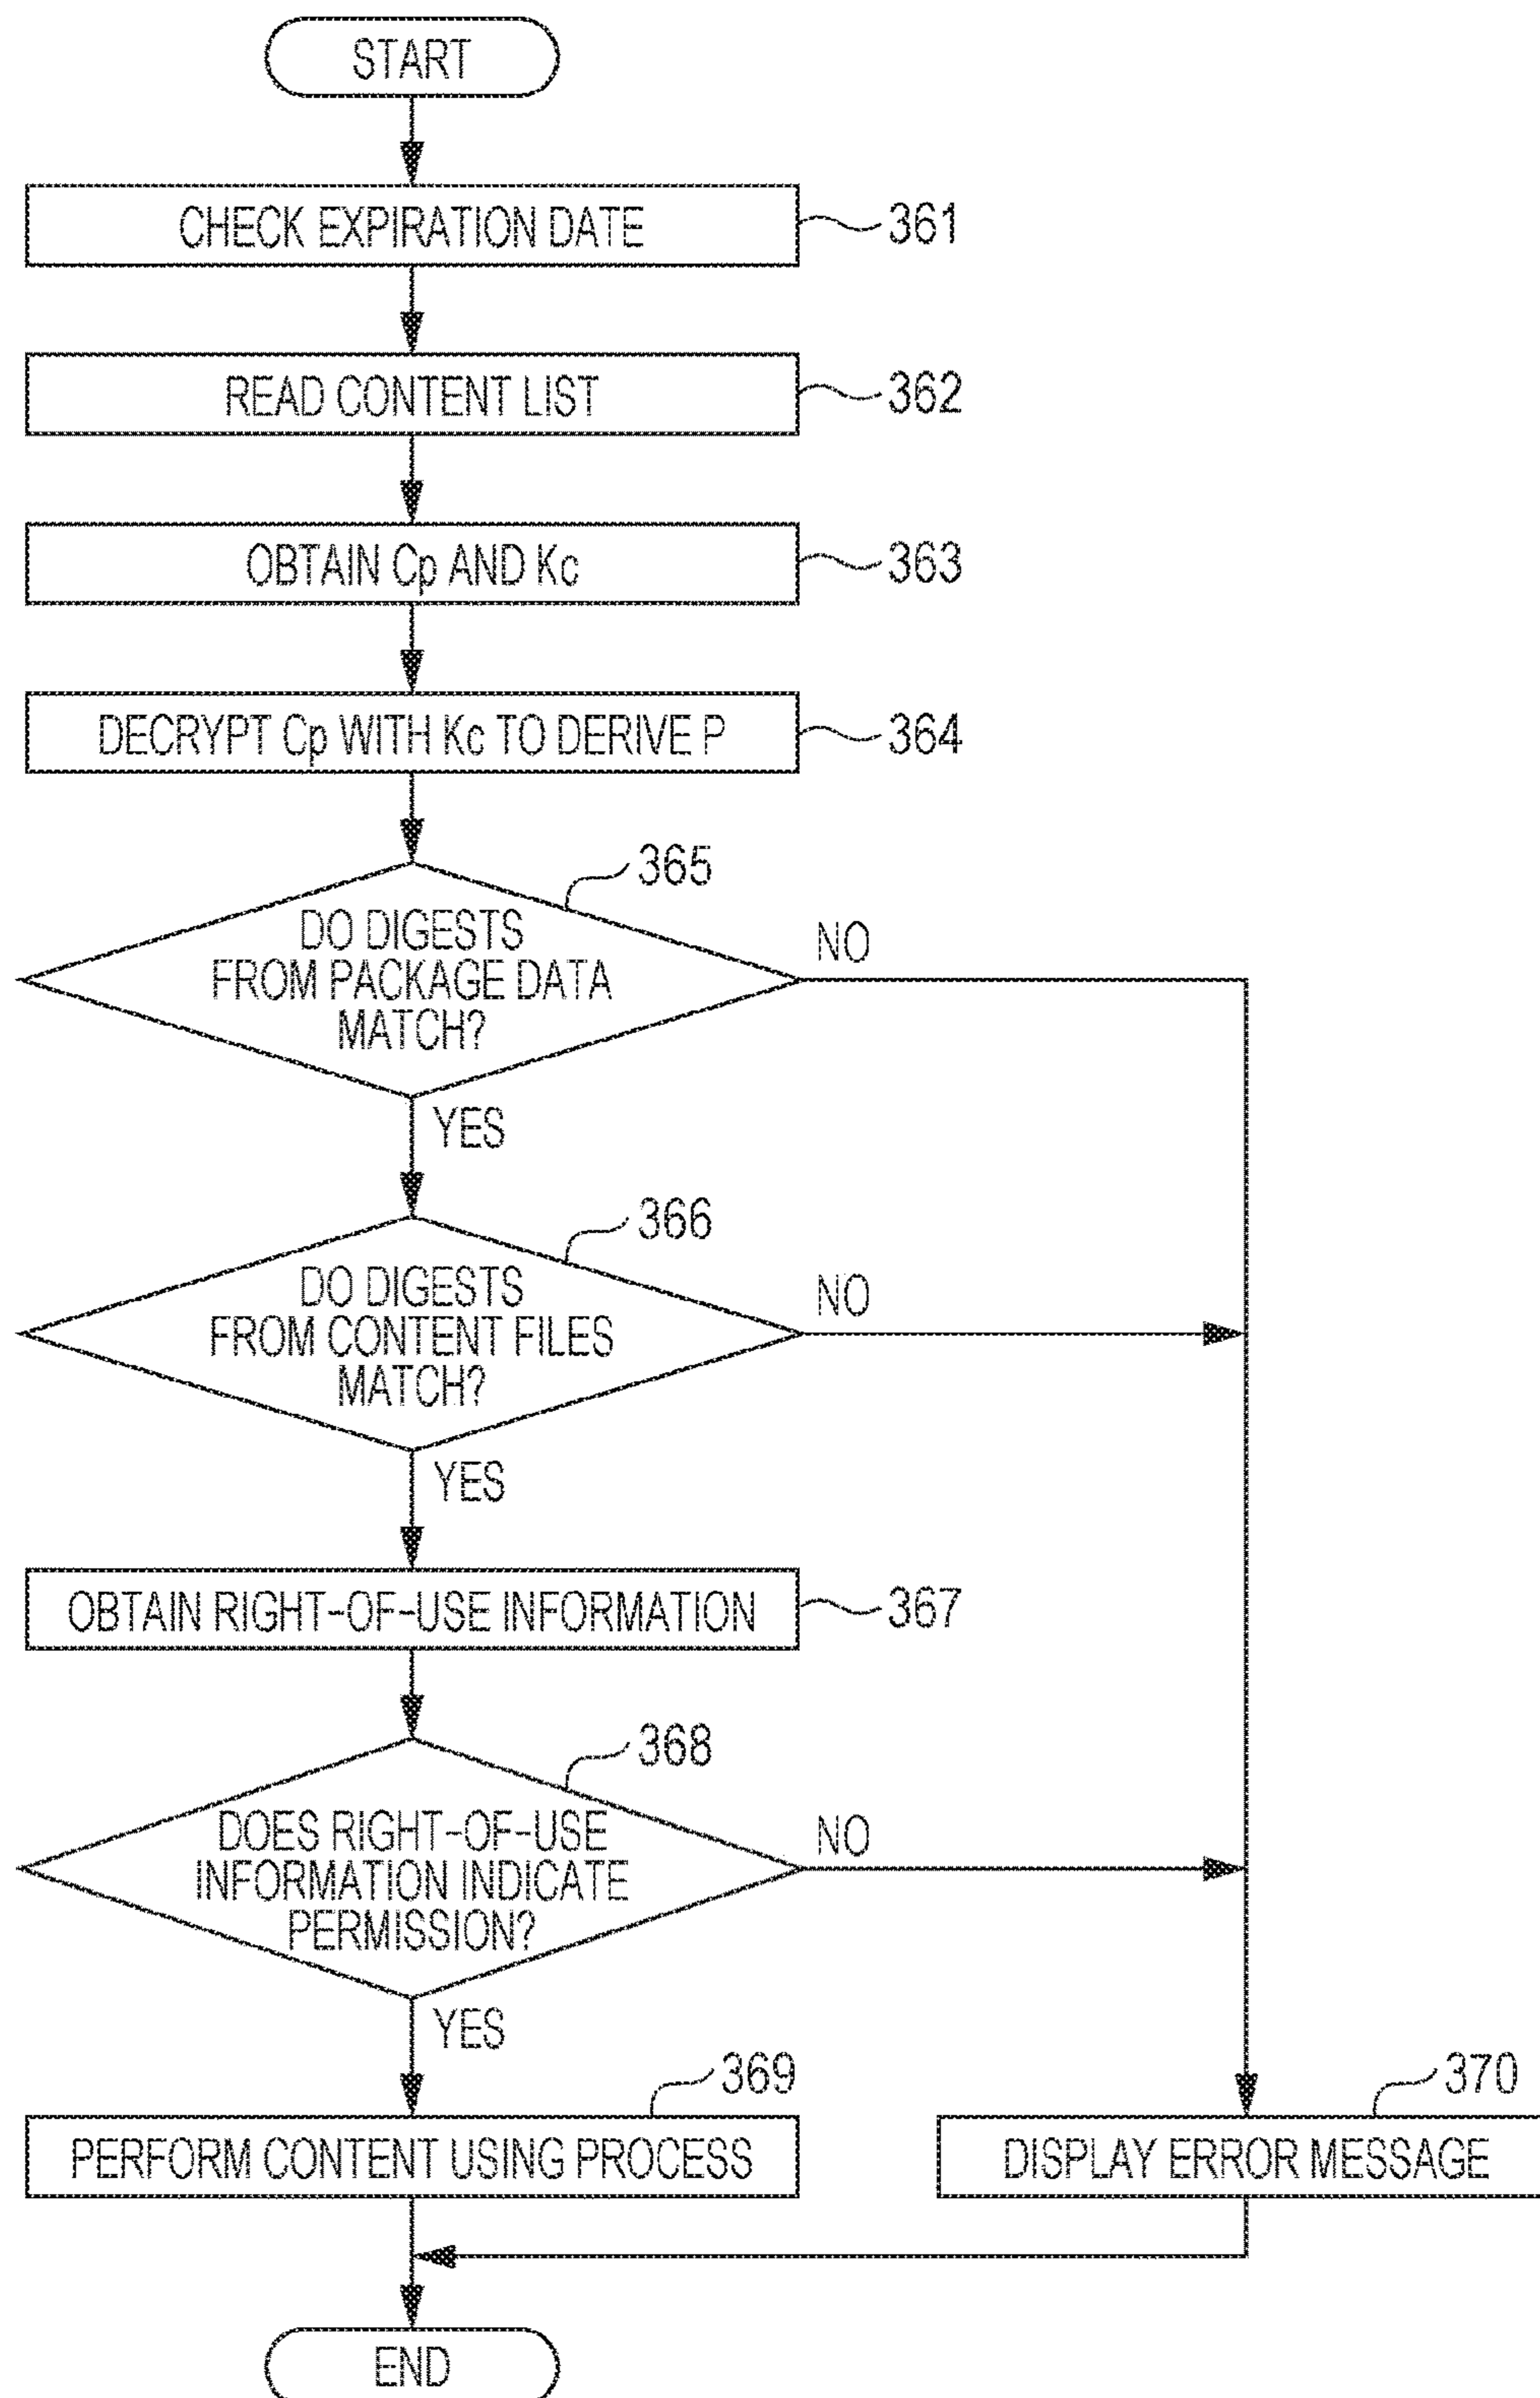 START
CHECK EXPIRATION DATE
361
READ CONTENT LIST
362
OBTAIN Cp AND Kc
363
DECRYPT Cp WITH Kc TO DERIVE P
364
365
DO DIGESTS
FROM PACKAGE DATA
MATCH?
NO
YES
366
DO DIGESTS
FROM CONTENT FILES
MATCH?
NO
YES
OBTAIN RIGHT-OF-USE INFORMATION
367
368
DOES RIGHT-OF-USE
INFORMATION INDICATE
PERMISSION?
NO
YES
369
PERFORM CONTENT USING PROCESS
370
DISPLAY ERROR MESSAGE
END